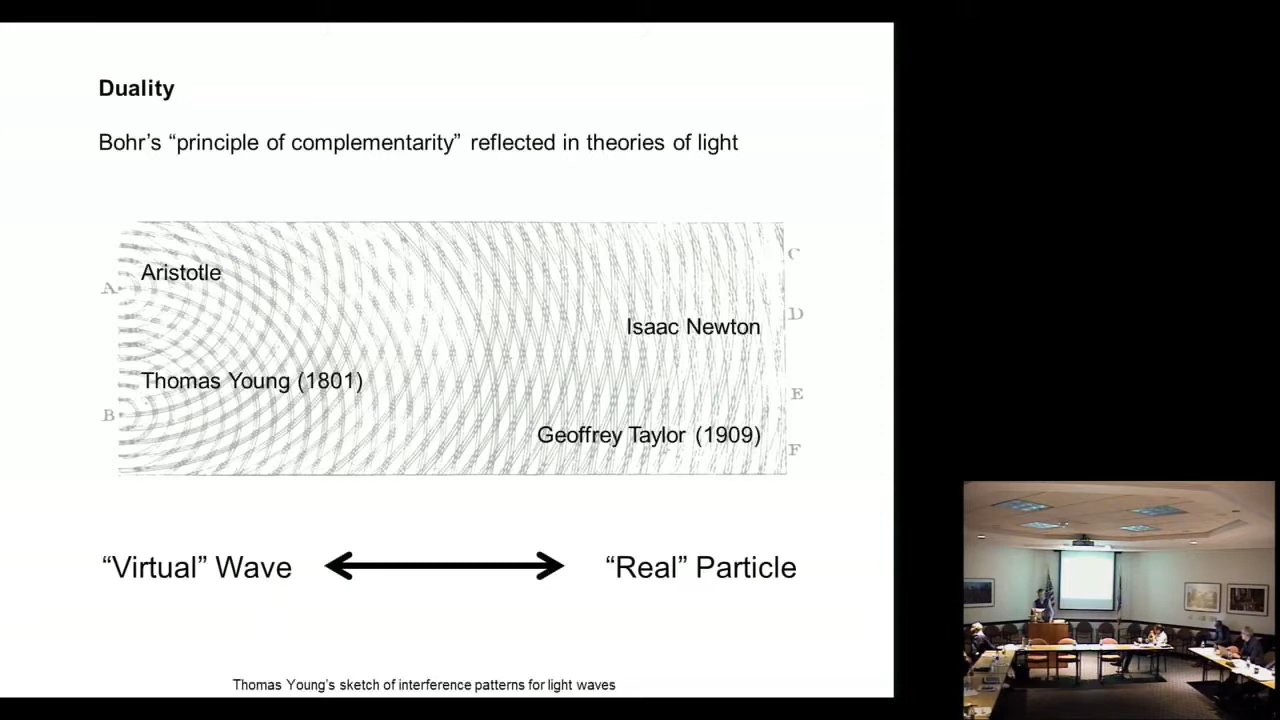 Duality
Bohr’s “principle of complementarity” reflected in theories of light
C
Aristotle
A
D
Isaac Newton
Thomas Young (1801)
E
B
Geoffrey Taylor (1909)
F
“Virtual” Wave
“Real” Particle
Thomas Young’s sketch of interference patterns for light waves